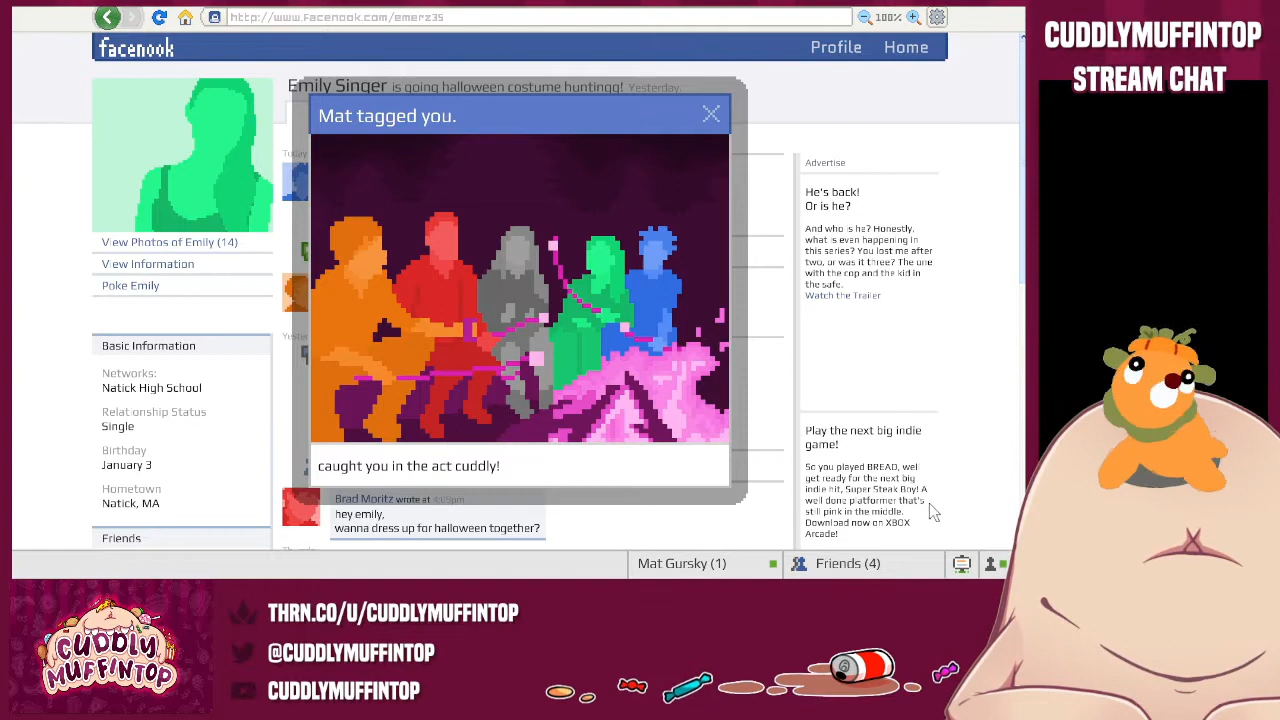 http://www.facenook.com/emerz35
100%
facenook
Profile
Home
Emily Singer is going halloween costume huntingg! Yesterday.
Mat tagged you.
caught you in the act cuddly!
View Photos of Emily (14)
View Information
Poke Emily
Basic Information
Networks:
Natick High School
Relationship Status
Single
Birthday
January 3
Hometown
Natick, MA
Friends
Brad Moritz wrote at 4:05pm
hey emily,
wanna dress up for halloween together?
Advertise
He's back!
Or is he?
And who is he? Honestly,
what is even happening in
this series? You lost me after
two, or was it three? The one
with the cop and the kid in
the safe.
Watch the Trailer
Play the next big indie
game!
So you played BREAD, well
get ready for the next big
indie hit, Super Steak Boy! A
well done platformer that's
still pink in the middle.
Download now on XBOX
Arcade!
Mat Gursky (1)
Friends (4)
CUDDLYMUFFINTOP
STREAM CHAT
CUDDLY
MUFFIN
TOP
THRN.CO/U/CUDDLYMUFFINTOP
@CUDDLYMUFFINTOP
CUDDLYMUFFINTOP